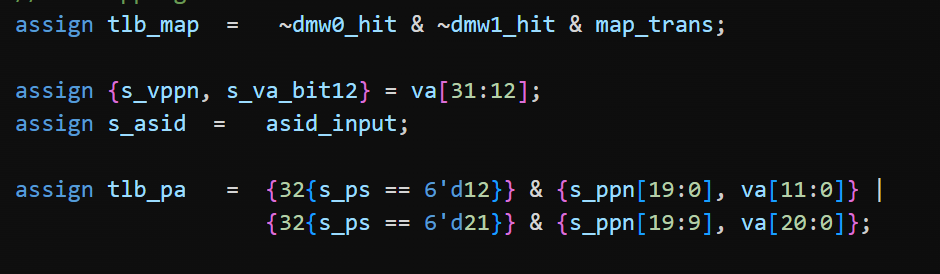 assign tlb_map  =   ~dmw0_hit & ~dmw1_hit & map_trans;
assign {s_vppn, s_va_bit12} = va[31:12];
assign s_asid  =   asid_input;
assign tlb_pa   =  {32{s_ps == 6'd12}} & {s_ppn[19:0], va[11:0]} |
{32{s_ps == 6'd21}} & {s_ppn[19:9], va[20:0]};